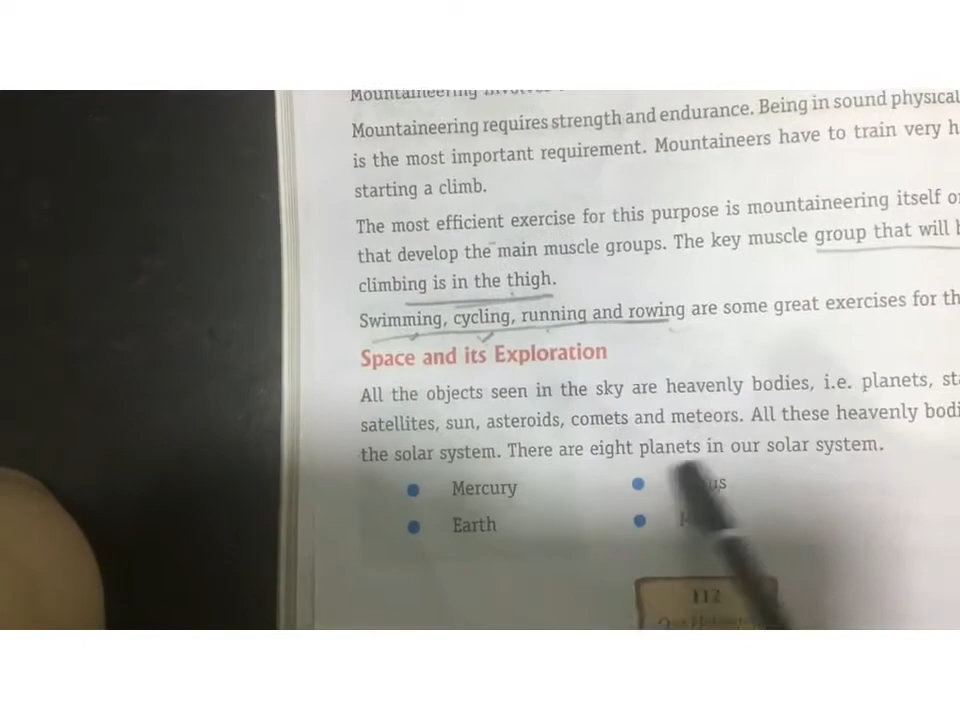 Mountaineering
Mountaineering requires strength and endurance. Being in sound physical
is the most important requirement. Mountaineers have to train very h
starting a climb.
The most efficient exercise for this purpose is mountaineering itself o
that develop the main muscle groups. The key muscle group that will
climbing is in the thigh.
Swimming, cycling, running and rowing are some great exercises for th
Space and its Exploration
All the objects seen in the sky are heavenly bodies, i.e. planets, sta
satellites, sun, asteroids, comets and meteors. All these heavenly bodi
the solar system. There are eight planets in our solar system.
Mercury
us
Earth
M
112